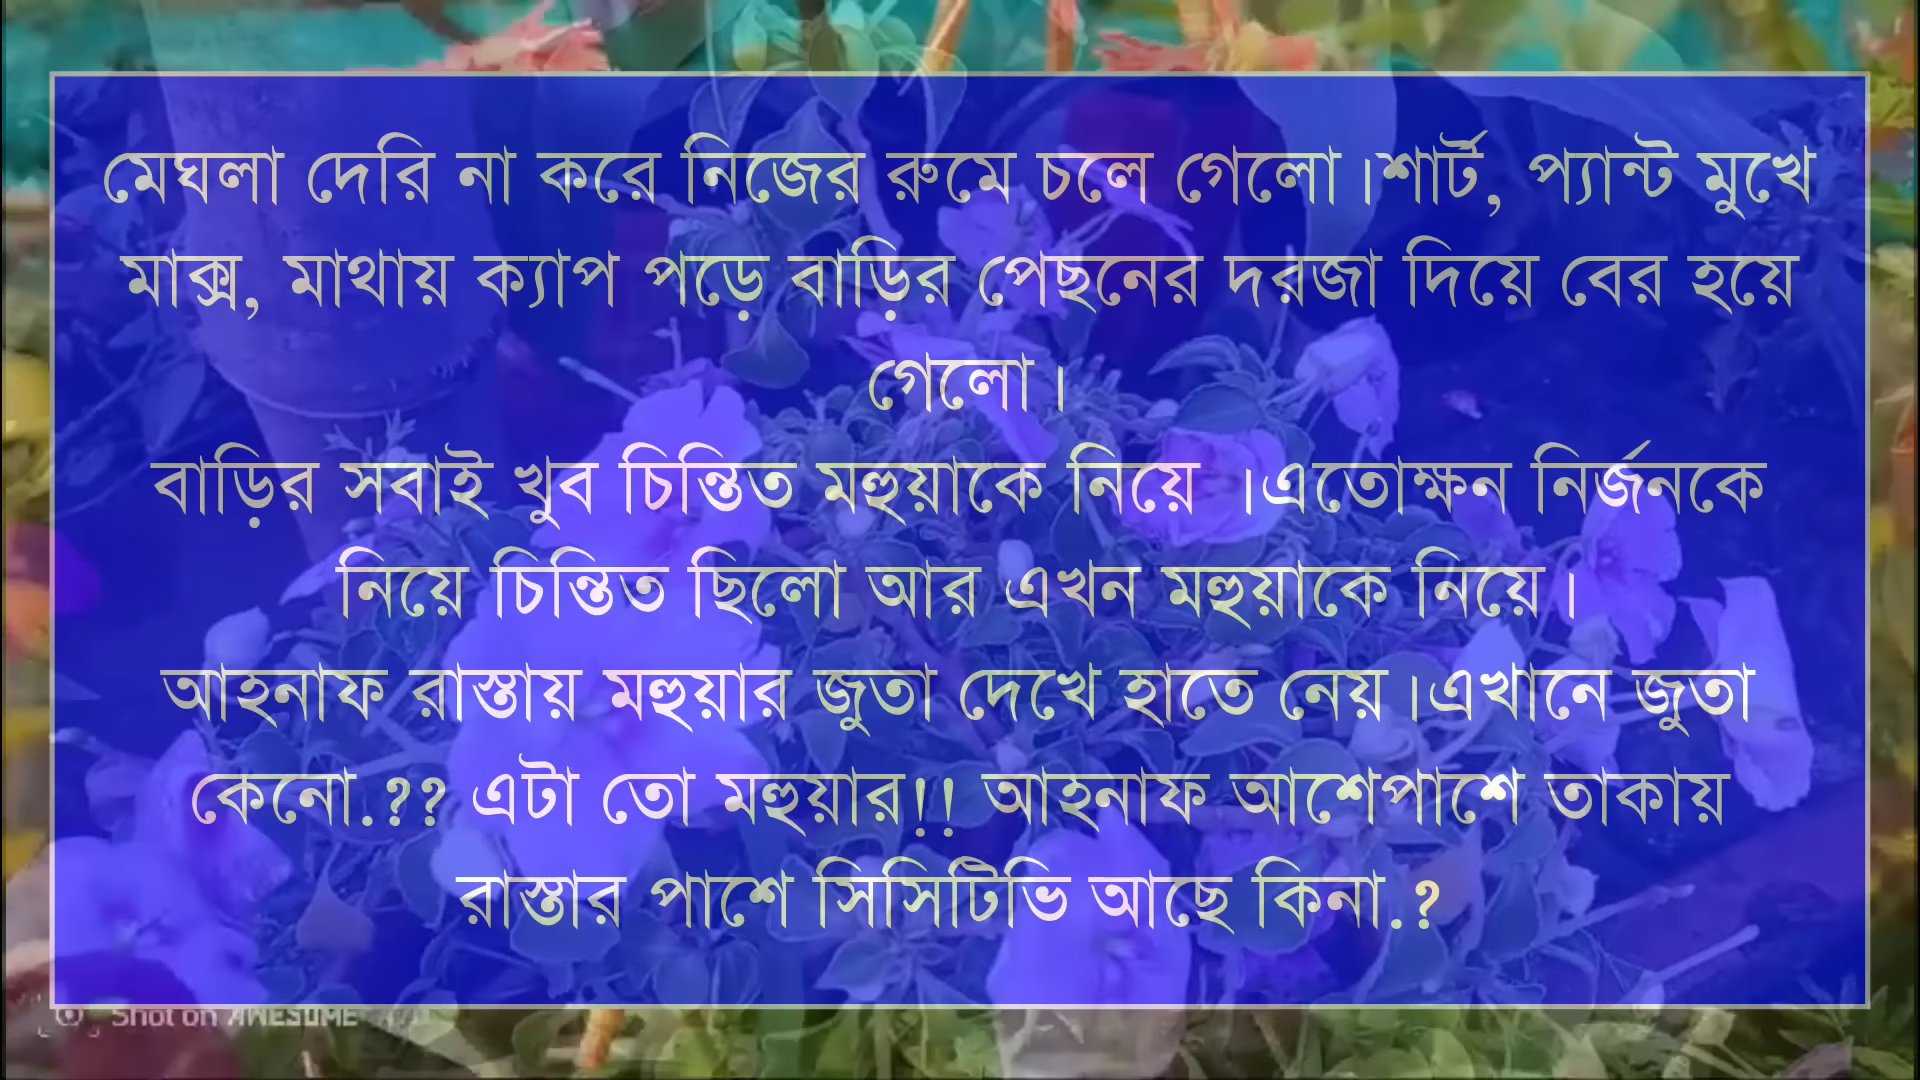 মেঘলা দেরি না করে নিজের রুমে চলে গেলো।শার্ট, প্যান্ট মুখে
মাক্স, মাথায় ক্যাপ পড়ে বাড়ির পেছনের দরজা দিয়ে বের হয়ে
গেলো।
বাড়ির সবাই খুব চিন্তিত মহুয়াকে নিয়ে ।এতোক্ষন নির্জনকে
নিয়ে চিন্তিত ছিলো আর এখন মহুয়াকে নিয়ে।
আহনাফ রাস্তায় মহুয়ার জুতা দেখে হাতে নেয়।এখানে জুতা
কেনো.?? এটা তো মহুয়ার!! আহনাফ আশেপাশে তাকায়
রাস্তার পাশে সিসিটিভি আছে কিনা.?
Shot on AWESOME